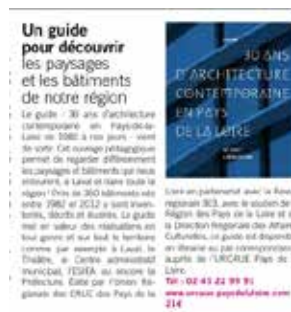 Un guide
pour découvrir
les paysages
et les bâtiments
de notre région
Le guide - 30 ans d'architecture
contemporaine en Pays-de-la-
Loire de 1982 à nos jours - vient
de sortir. Cet ouvrage pédagogique
permet de regarder différemment
les paysages et bâtiments qui nous
entourent, à Laval et dans toute la
région ! Près de 360 bâtiments nés
entre 1982 et 2012 y sont inven-
toriés, décrits et illustrés. Le guide
met en valeur des réalisations en
tout genre et sur tout le territoire
comme par exemple à Laval, le
Théâtre, le Centre administratif
municipal, l'ESIEA ou encore la
Préfecture. Édité par l'Union Ré-
gionale des CAUE des Pays de la
30 ANS
D'ARCHITECTURE
CONTEMPORAINE
EN PAYS
DE LA LOIRE
Loire en partenariat avec la Revue
régionale 303, avec le soutien de
Région des Pays de la Loire et
la Direction Régionale des Affaires
Culturelles, ce guide est disponible
en librairie ou par correspondance
auprès de l'URCAUE Pays de
Loire.
Tél : 02 43 22 99 91
www.urcaue-paysdelaloire.com
21€